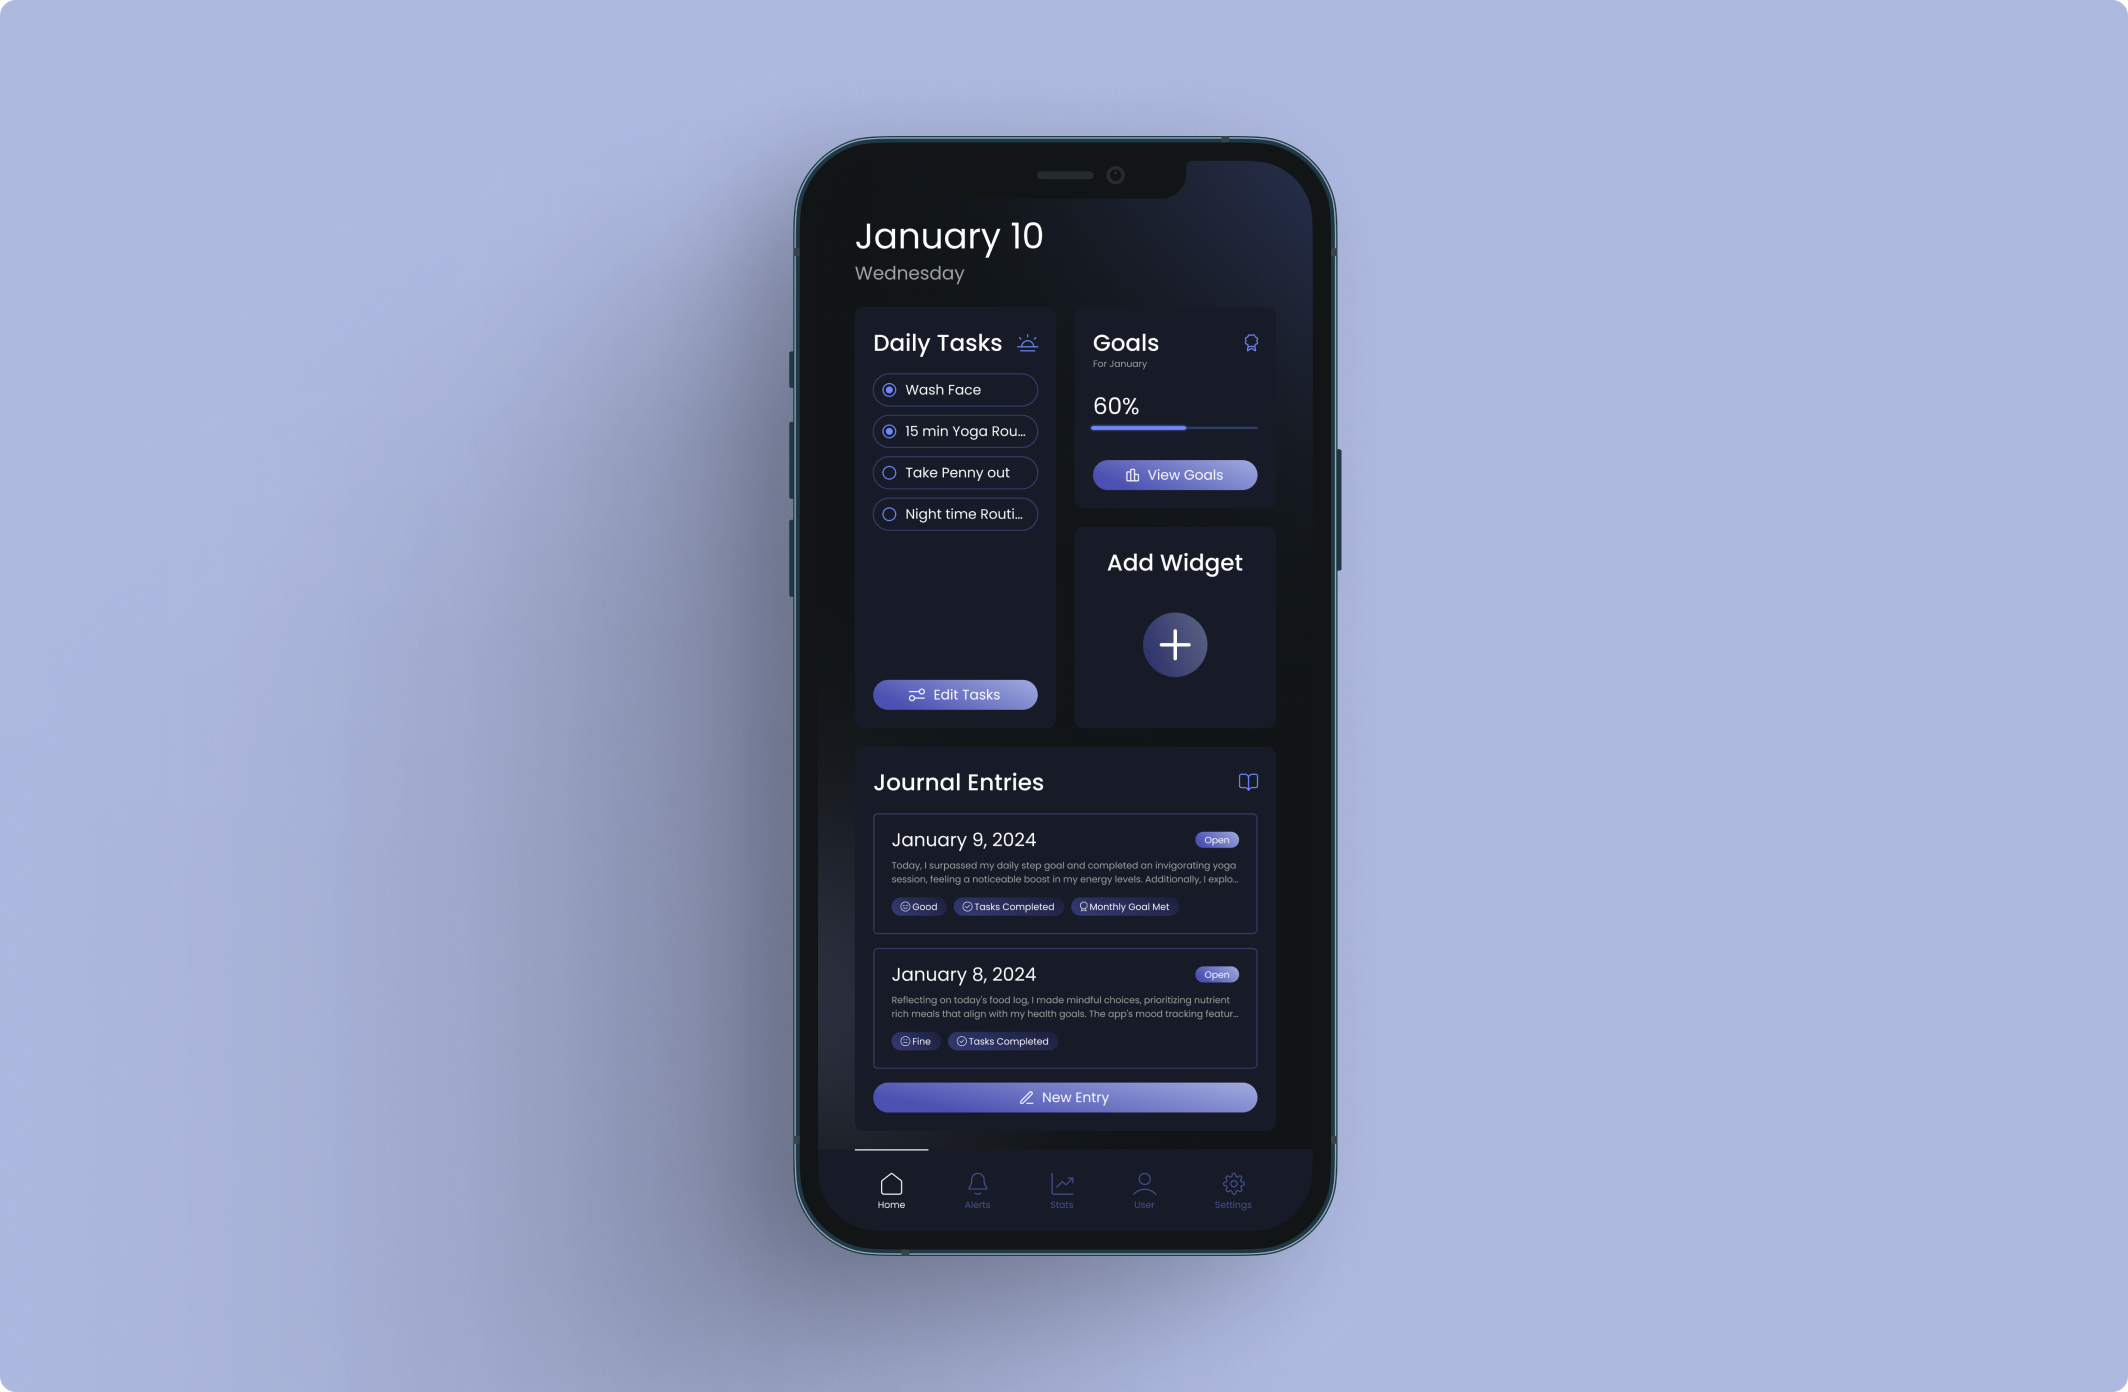 January 10
Wednesday
Daily Tasks
Wash Face
15 min Yoga Rou...
Take Penny out
Night time Routi...
Edit Tasks
Goals
For January
60%
View Goals
Add Widget
Journal Entries
January 9, 2024
Open
Today, I surpassed my daily step goal and completed an invigorating yoga
session, feeling a noticeable boost in my energy levels. Additionally, I explo...
Good
Tasks Completed
Monthly Goal Met
January 8, 2024
Open
Reflecting on today's food log, I made mindful choices, prioritizing nutrient
rich meals that align with my health goals. The app's mood tracking featur...
Fine
Tasks Completed
New Entry
Home
Alerts
Stats
User
Settings